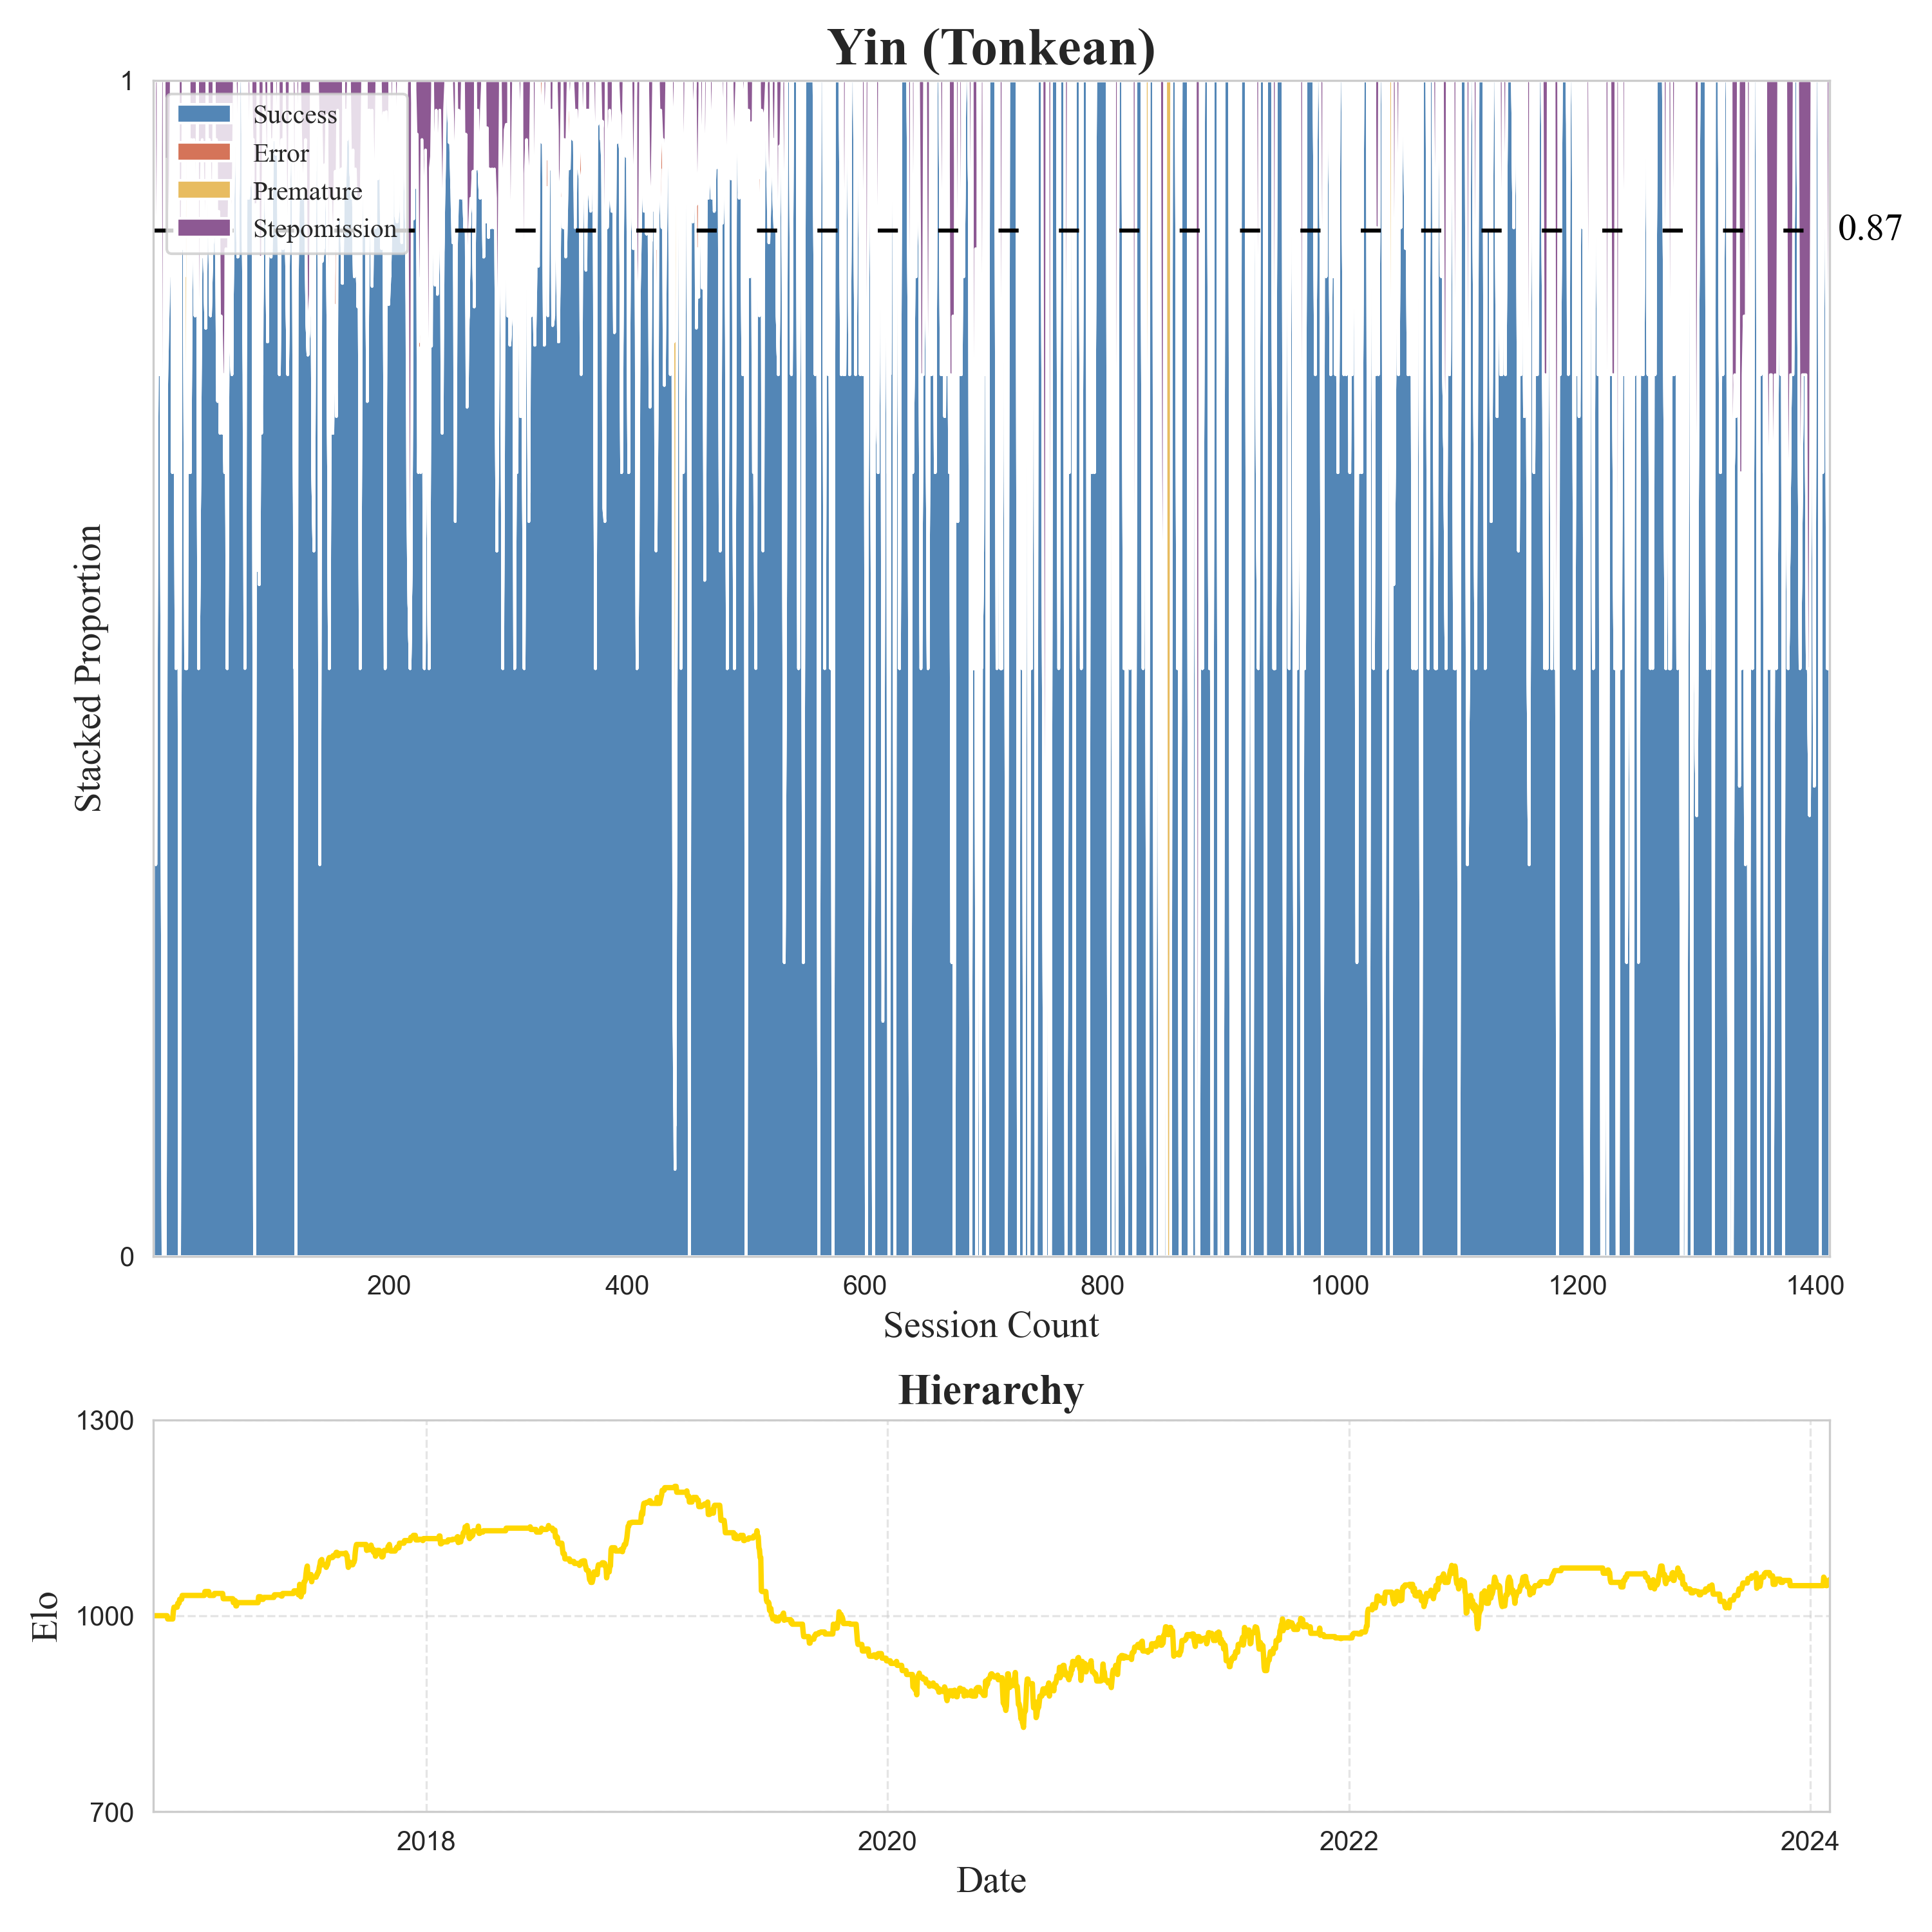 Yin (Tonkean)
1
Success
Error
Premature
Stepomission
0.87
Stacked Proportion
0
200 400 600 800 1000 1200 1400
Session Count
Hierarchy
1300
1000
700
Elo
2018 2020 2022 2024
Date